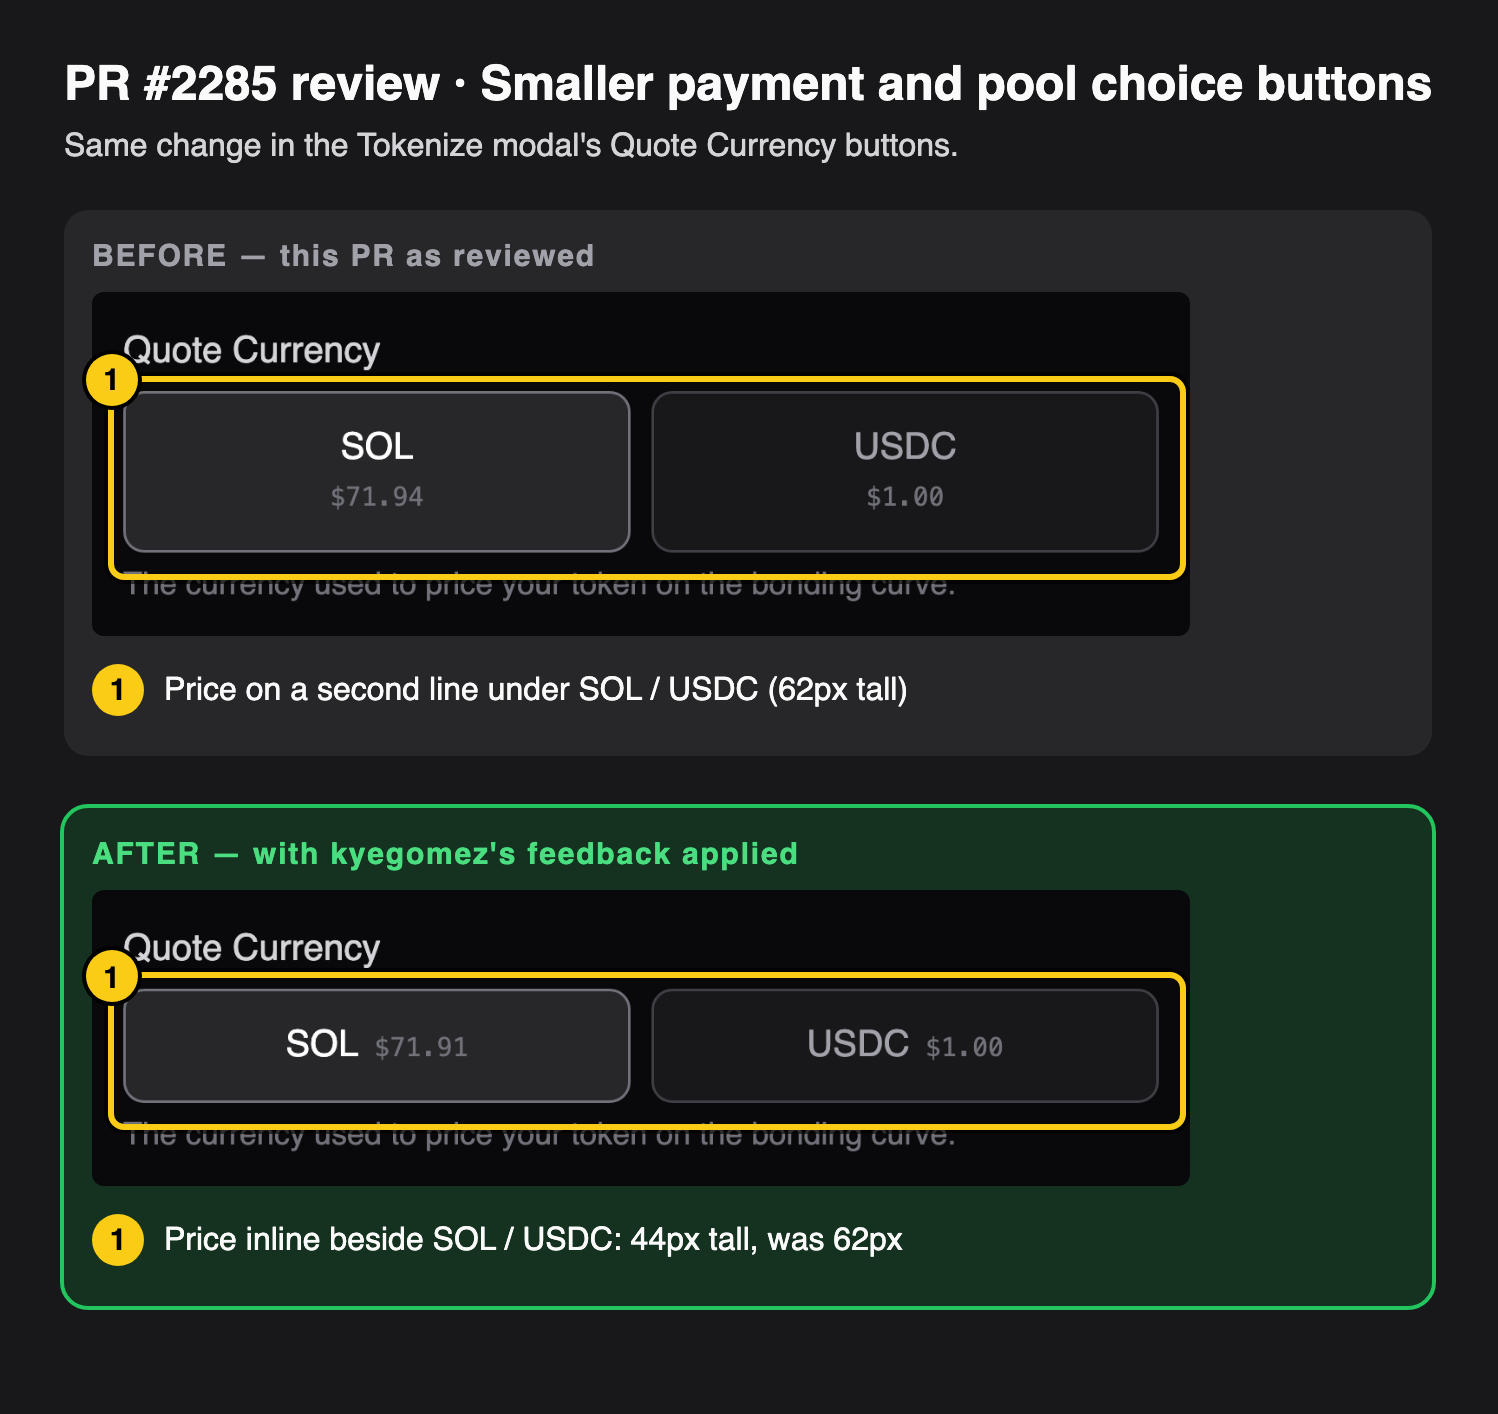 PR #2285 review · Smaller payment and pool choice buttons
Same change in the Tokenize modal's Quote Currency buttons.
BEFORE — this PR as reviewed
Quote Currency
1
SOL
USDC
$71.94
$1.00
The currency used to price your token on the bonding curve.
1 Price on a second line under SOL / USDC (62px tall)
AFTER — with kyegomez's feedback applied
Quote Currency
1
SOL $71.91
USDC $1.00
The currency used to price your token on the bonding curve.
1 Price inline beside SOL / USDC: 44px tall, was 62px